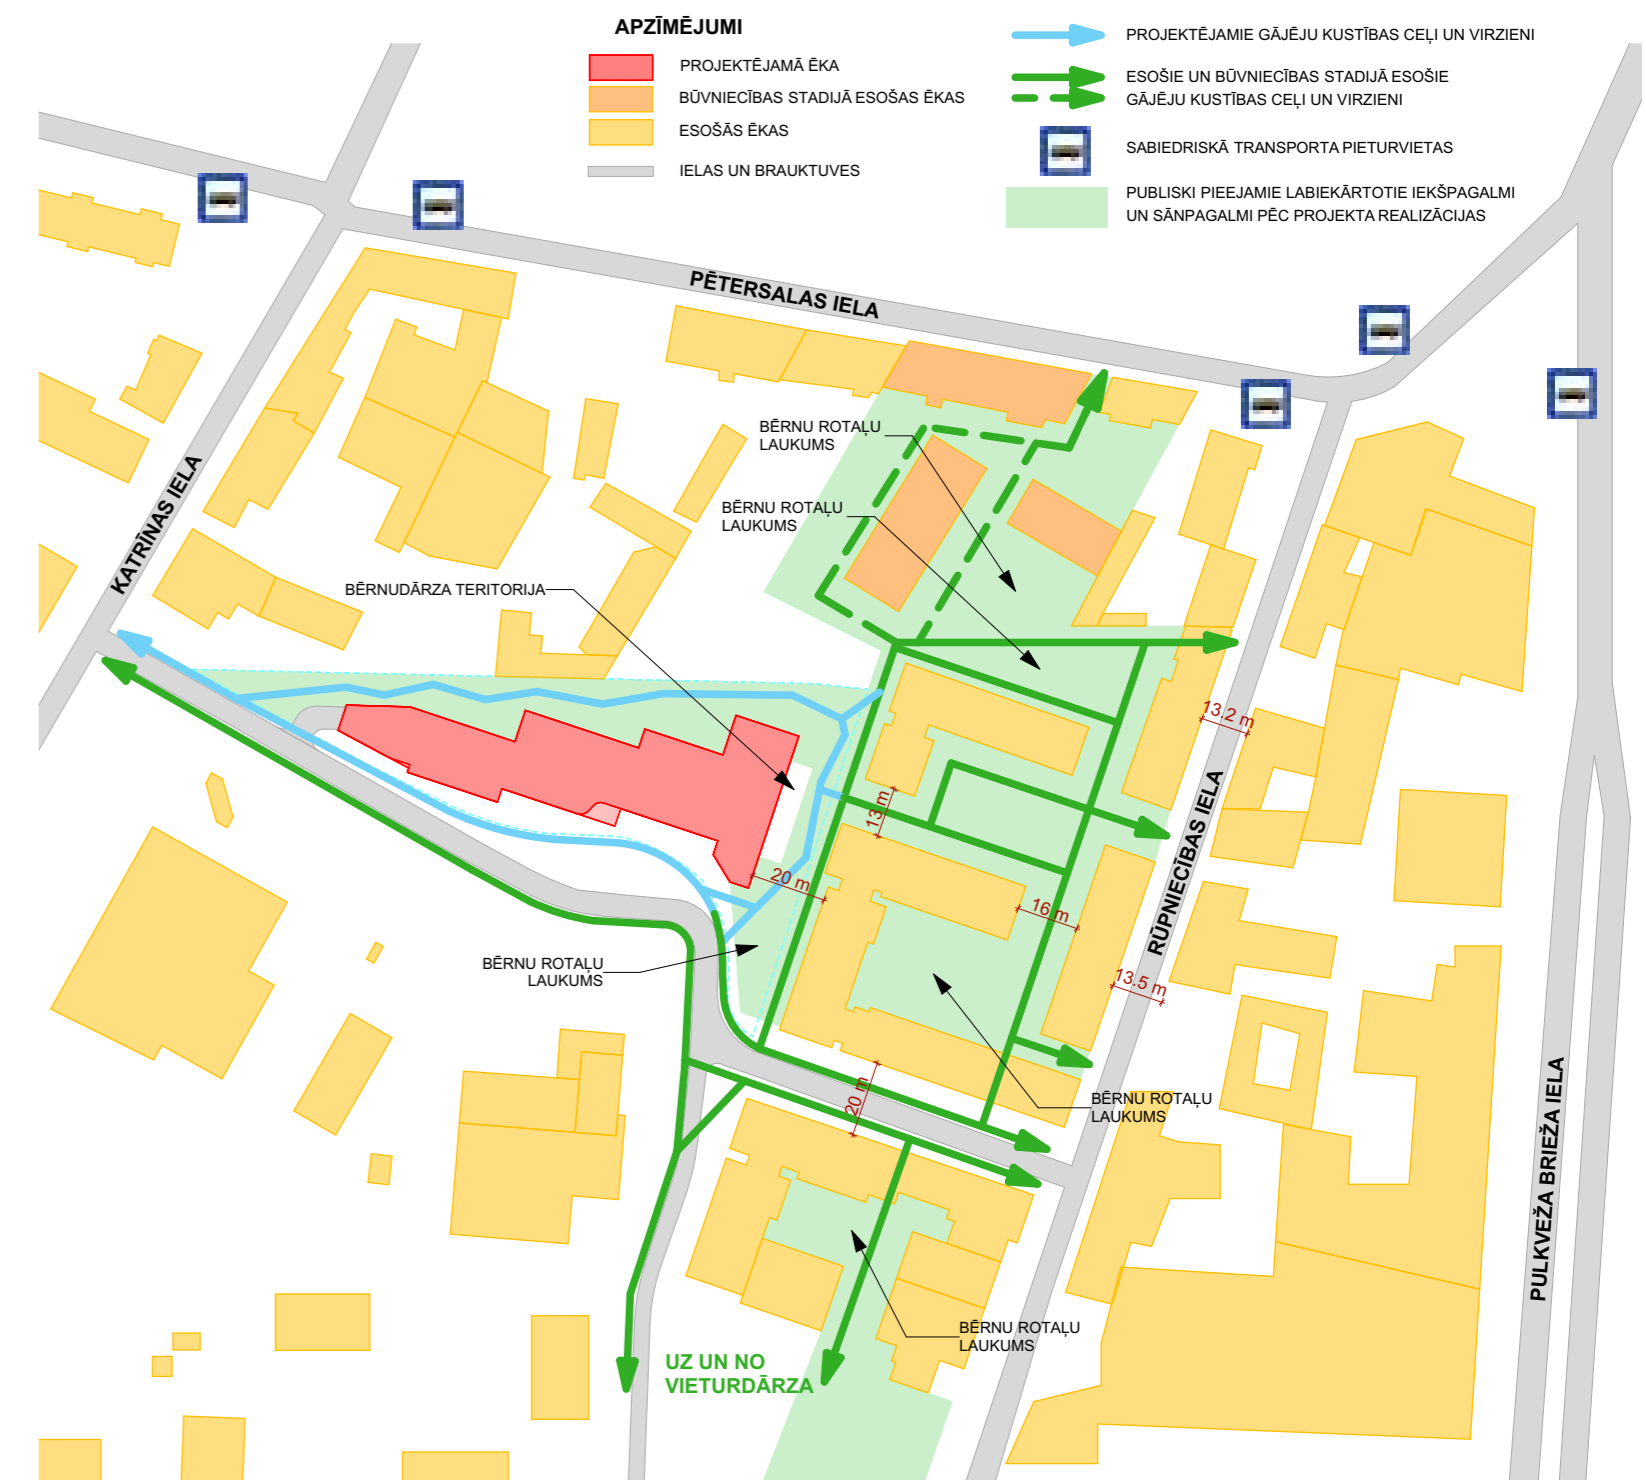 APZĪMĒJUMI
PROJEKTĒJAMĀ ĒKA
BŪVNIECĪBAS STADIJĀ ESOŠAS ĒKAS
ESOŠĀS ĒKAS
IELAS UN BRAUKTUVES
PROJEKTĒJAMIE GĀJĒJU KUSTĪBAS CEĻI UN VIRZIENI
ESOŠIE UN BŪVNIECĪBAS STADIJĀ ESOŠIE
GĀJĒJU KUSTĪBAS CEĻI UN VIRZIENI
SABIEDRISKĀ TRANSPORTA PIETURVIETAS
PUBLISKI PIEEJAMIE LABIEKĀRTOTIE IEKŠPAGALMI
UN SĀNPAGALMI PĒC PROJEKTA REALIZĀCIJAS
PĒTERSALAS IELA
KATRĪNAS IELA
BĒRNU ROTAĻU
LAUKUMS
BĒRNU ROTAĻU
LAUKUMS
BĒRNUDĀRZA TERITORIJA
13.2 m
RŪPNIECĪBAS IELA
13 m
20 m
16 m
13.5 m
BĒRNU ROTAĻU
LAUKUMS
20 m
BĒRNU ROTAĻU
LAUKUMS
PULKVEŽA BRIEŽA IELA
BĒRNU ROTAĻU
LAUKUMS
UZ UN NO
VIETURDĀRZA